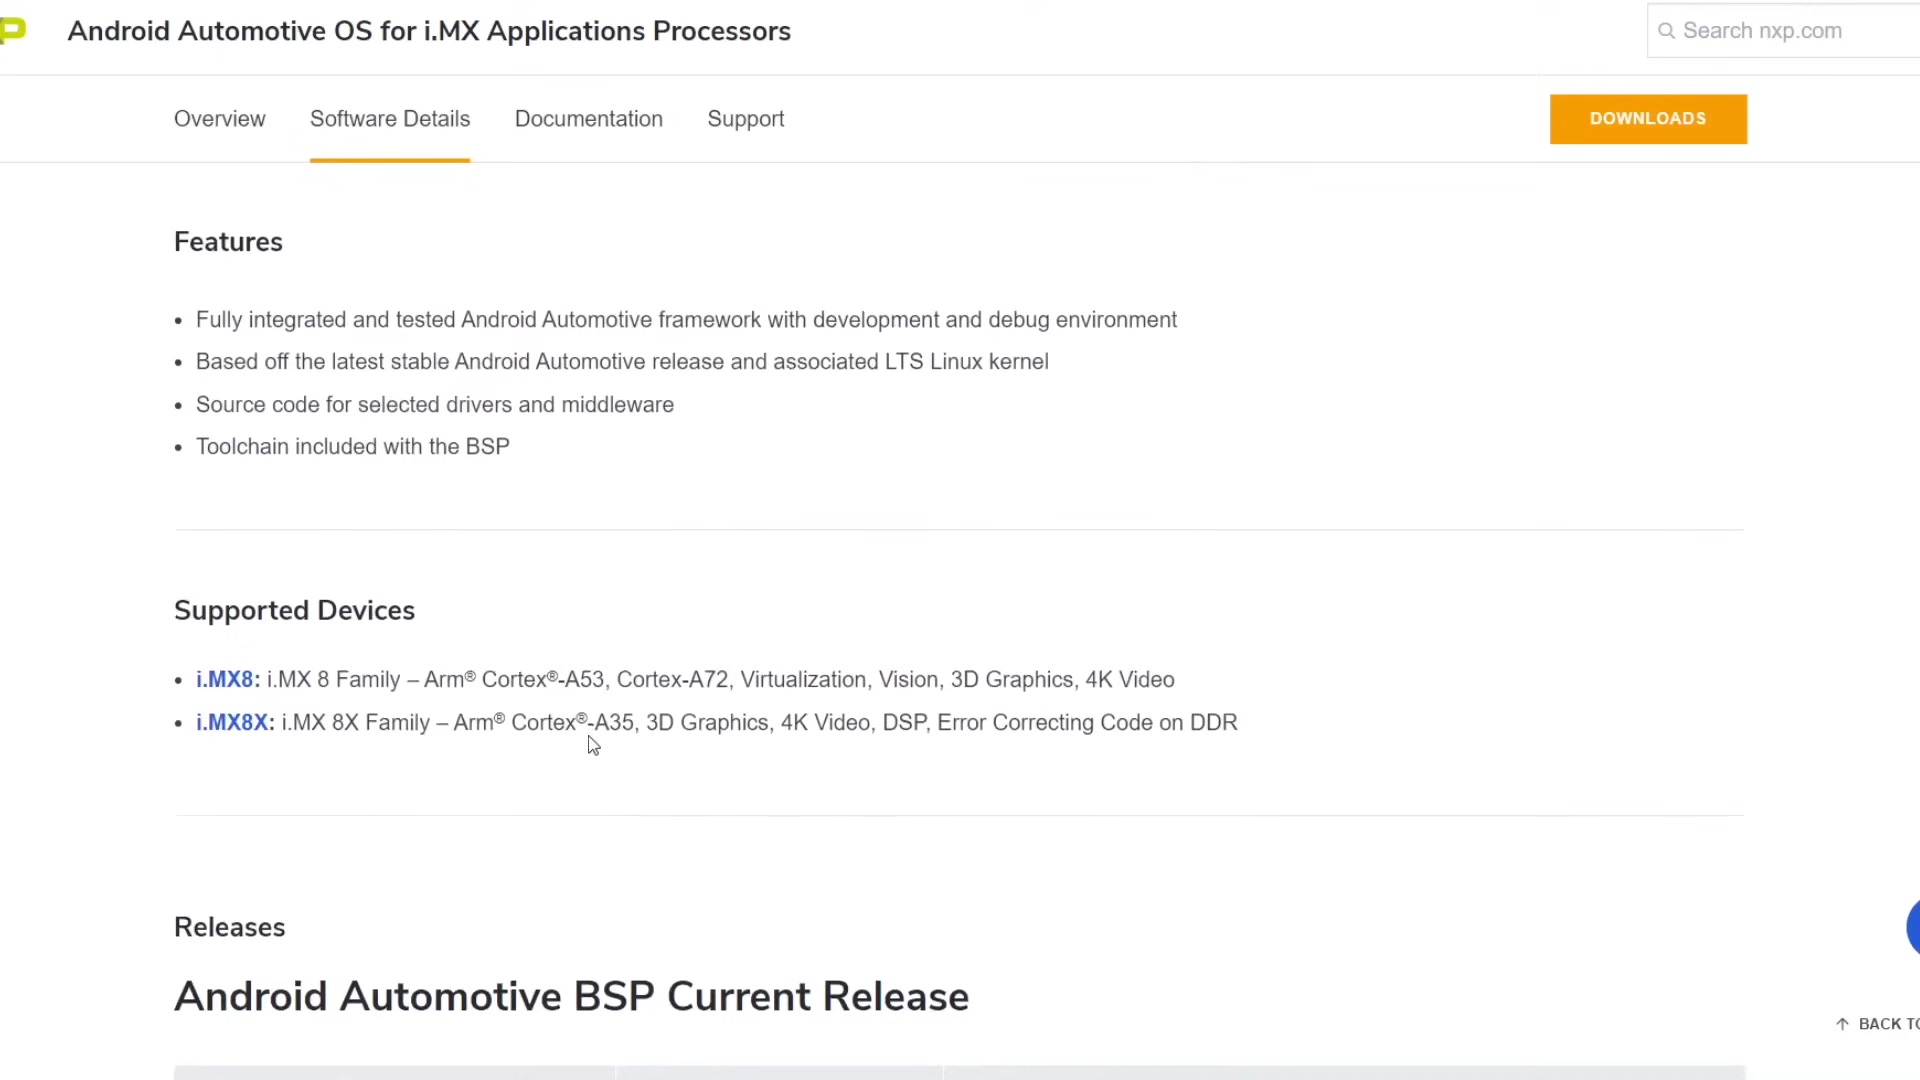 Android Automotive OS for i.MX Applications Processors
Search nxp.com
Overview
Software Details
Documentation
Support
DOWNLOADS
Features
• Fully integrated and tested Android Automotive framework with development and debug environment
• Based off the latest stable Android Automotive release and associated LTS Linux kernel
• Source code for selected drivers and middleware
• Toolchain included with the BSP
Supported Devices
• i.MX8: i.MX 8 Family – Arm® Cortex®-A53, Cortex-A72, Virtualization, Vision, 3D Graphics, 4K Video
• i.MX8X: i.MX 8X Family – Arm® Cortex®-A35, 3D Graphics, 4K Video, DSP, Error Correcting Code on DDR
Releases
Android Automotive BSP Current Release
BACK